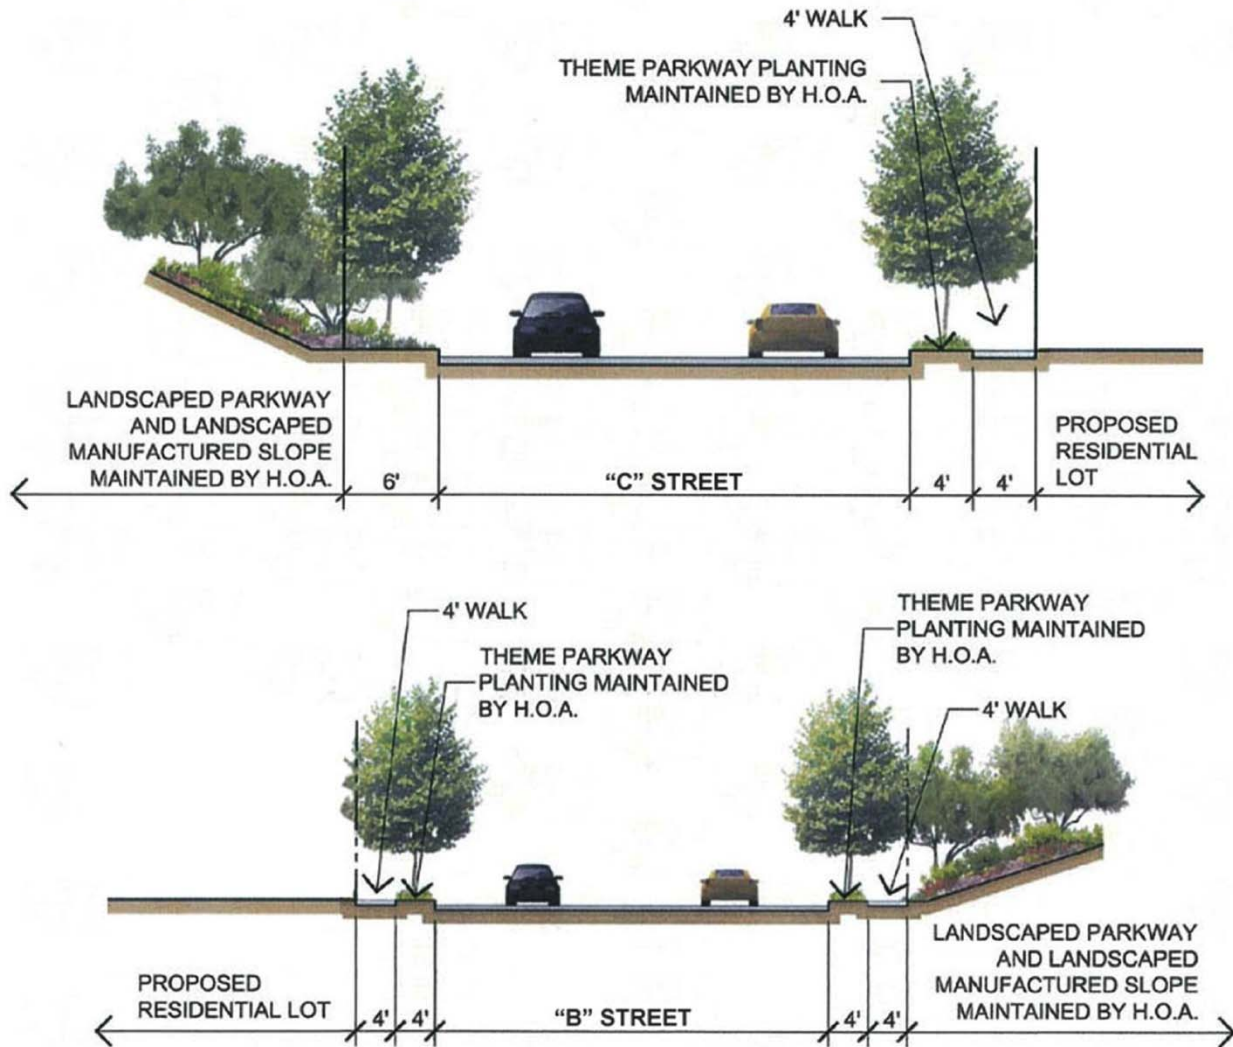 4' WALK
THEME PARKWAY PLANTING
MAINTAINED BY H.O.A.
LANDSCAPED PARKWAY
AND LANDSCAPED
MANUFACTURED SLOPE
MAINTAINED BY H.O.A.
PROPOSED
RESIDENTIAL
LOT
6'
"C" STREET
4'
4'
4' WALK
THEME PARKWAY
PLANTING MAINTAINED
BY H.O.A.
THEME PARKWAY
PLANTING MAINTAINED
BY H.O.A.
4' WALK
PROPOSED
RESIDENTIAL LOT
4'
4'
"B" STREET
4'
4'
LANDSCAPED PARKWAY
AND LANDSCAPED
MANUFACTURED SLOPE
MAINTAINED BY H.O.A.